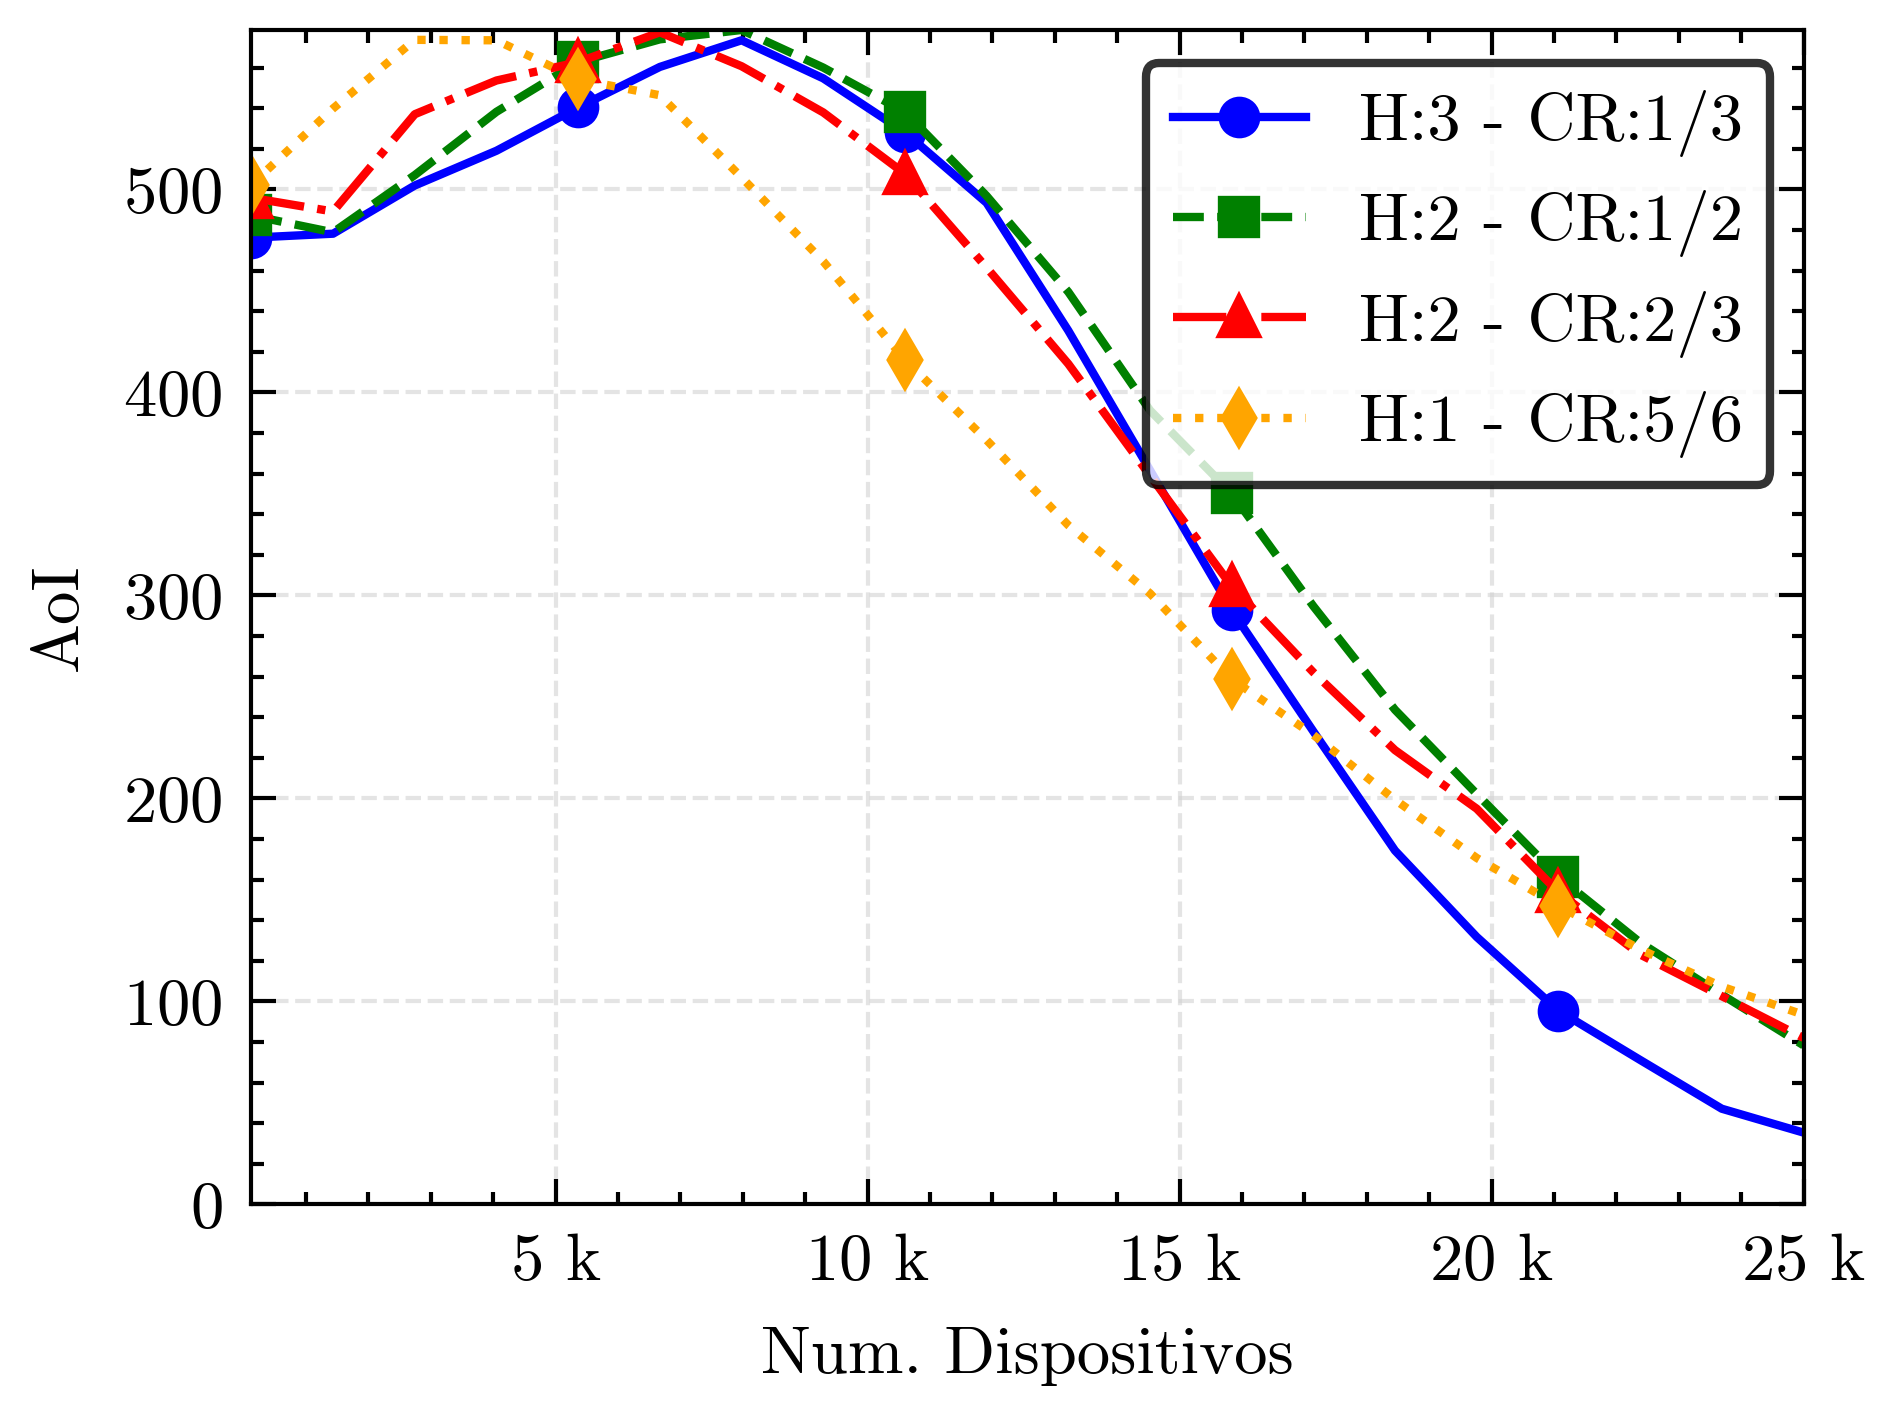 H:3 - CR:1/3
H:2 - CR:1/2
H:2 - CR:2/3
H:1 - CR:5/6
AoI
500
400
300
200
100
0
5 k 10 k 15 k 20 k 25 k
Num. Dispositivos